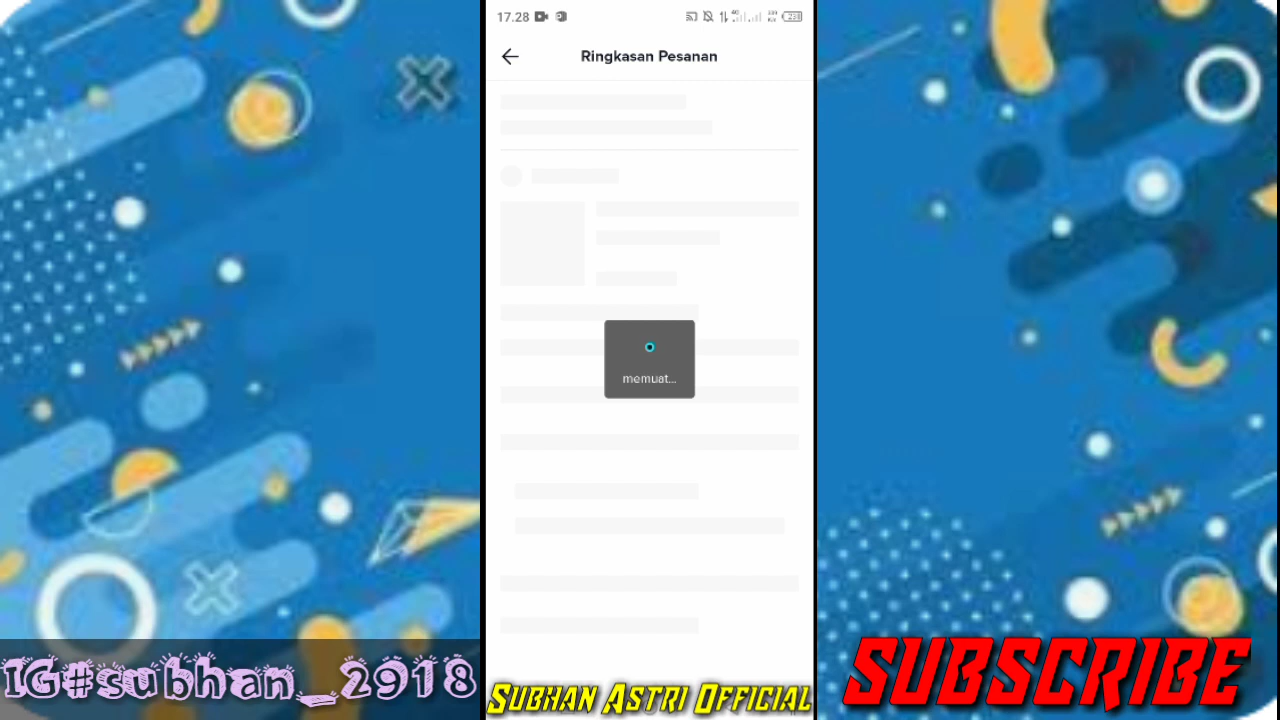 17.28
Ringkasan Pesanan
memuat...
IG#subhan_2918
SUBHAN ASTRI OFFICIAL
SUBSCRIBE